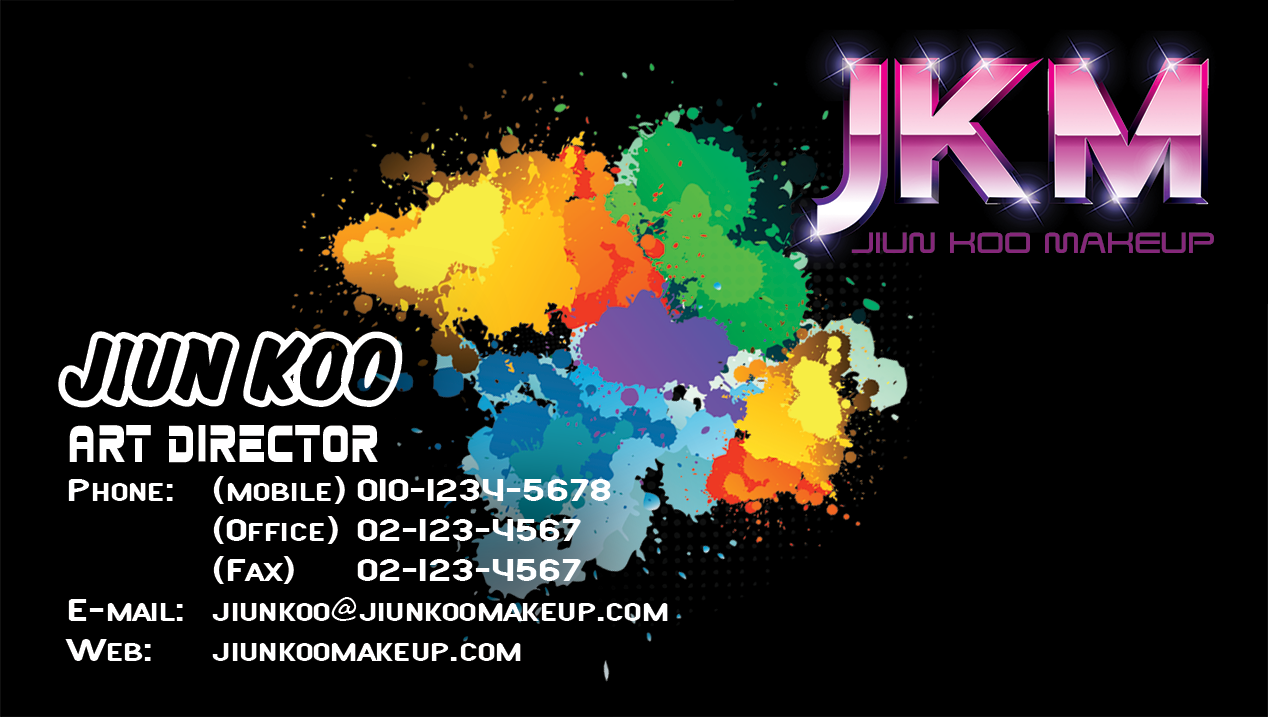 JKM
JIUN KOO MAKEUP
JIUN KOO
ART DIRECTOR
PHONE: (MOBILE) 010-1234-5678
(OFFICE) 02-123-4567
(FAX) 02-123-4567
E-MAIL: JIUNKOO@JIUNKOOMAKEUP.COM
WEB: JIUNKOOMAKEUP.COM